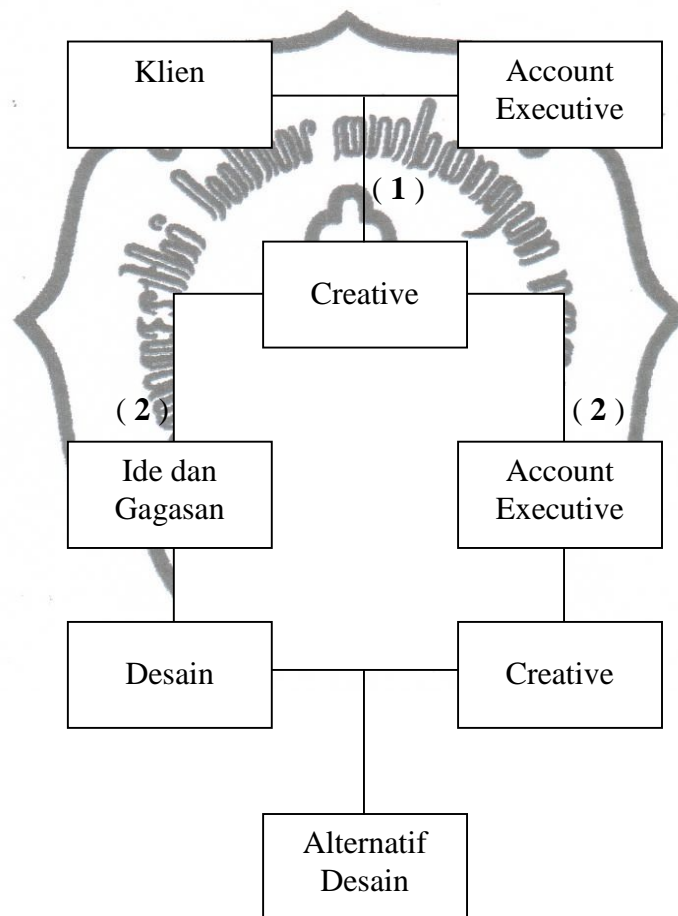 Klien
Account
Executive
( 1 )
Creative
( 2 )
( 2 )
Ide dan
Gagasan
Account
Executive
Desain
Creative
Alternatif
Desain